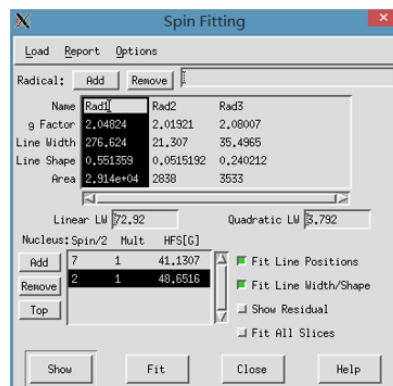 Spin Fitting
Load Report Options
Radical: Add Remove
Name Rad1 Rad2 Rad3
g Factor 2.04824 2.01921 2.08007
Line Width 276.624 21.307 35.4965
Line Shape 0.551359 0.0515192 0.240212
Area 2.914e+04 2838 3533
Linear LW 72.92 Quadratic LW 3.792
Nucleus: Spin/2 Mult HFS[G]
Add 7 1 41.1307 Fit Line Positions
Remove 2 1 48.6516 Fit Line Width/Shape
Top Show Residual
Fit All Slices
Show Fit Close Help